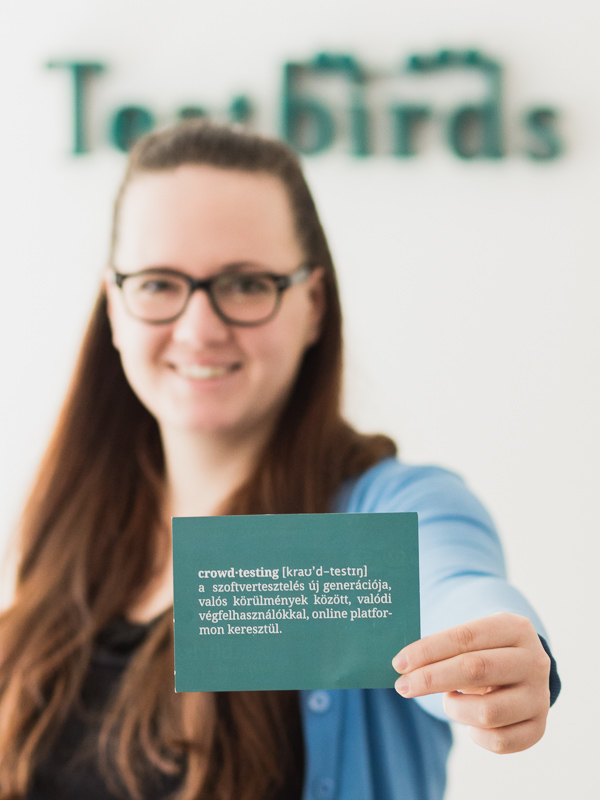 Testbirds
crowd·testing [kraʊ'd–testɪŋ]
a szoftvertesztelés új generációja,
valós körülmények között, valódi
végfelhasználókkal, online platfor-
mon keresztül.